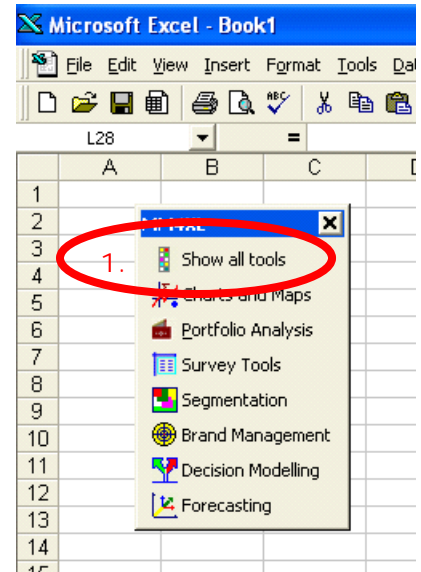 Microsoft Excel - Book1
File Edit View Insert Format Tools
L28 =
A B C
1
2
3
1. Show all tools
4
5 Charts and Maps
6 Portfolio Analysis
7 Survey Tools
8
9 Segmentation
10 Brand Management
11 Decision Modelling
12
13 Forecasting
14